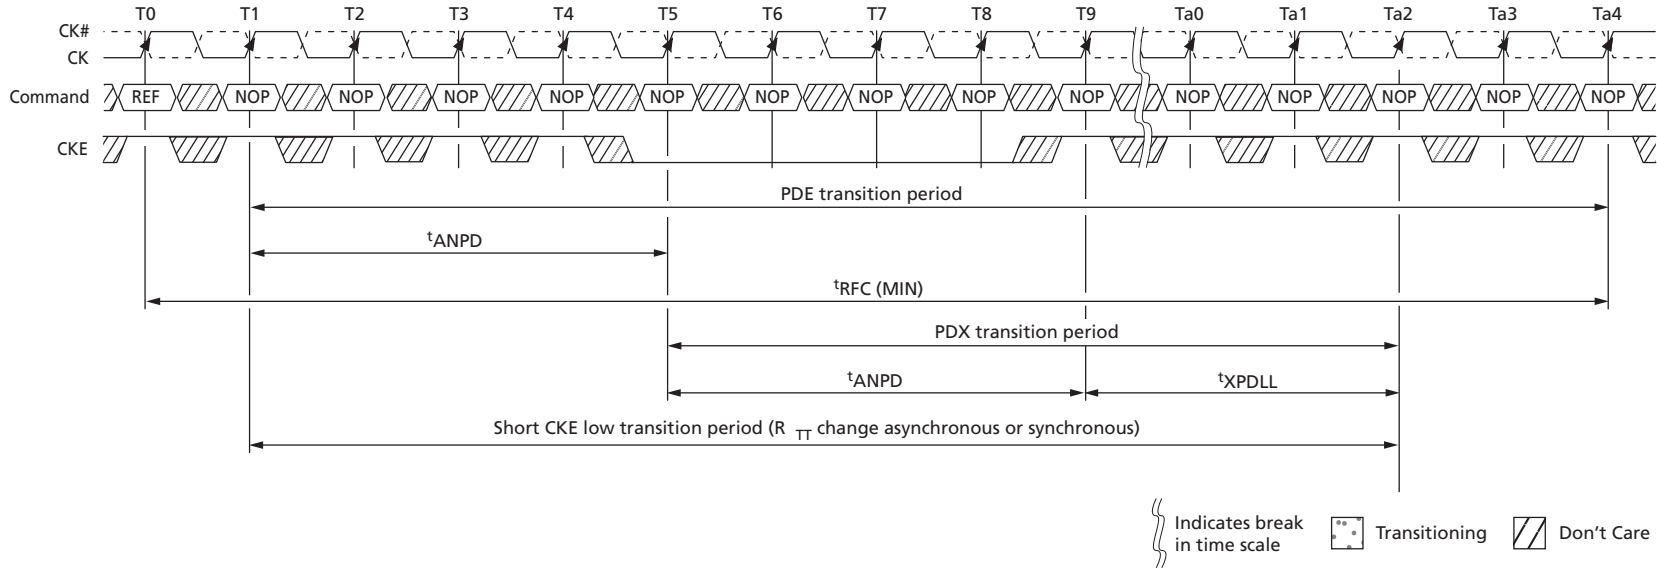 T0 T1 T2 T3 T4 T5 T6 T7 T8 T9 Ta0 Ta1 Ta2 Ta3 Ta4
CK#
CK
Command REF NOP NOP NOP NOP NOP NOP NOP NOP NOP NOP NOP NOP NOP NOP
CKE
PDE transition period
tANPD
tRFC (MIN)
PDX transition period
tANPD tXPDLL
Short CKE low transition period (R TT change asynchronous or synchronous)
Indicates break
in time scale
Transitioning
Don't Care